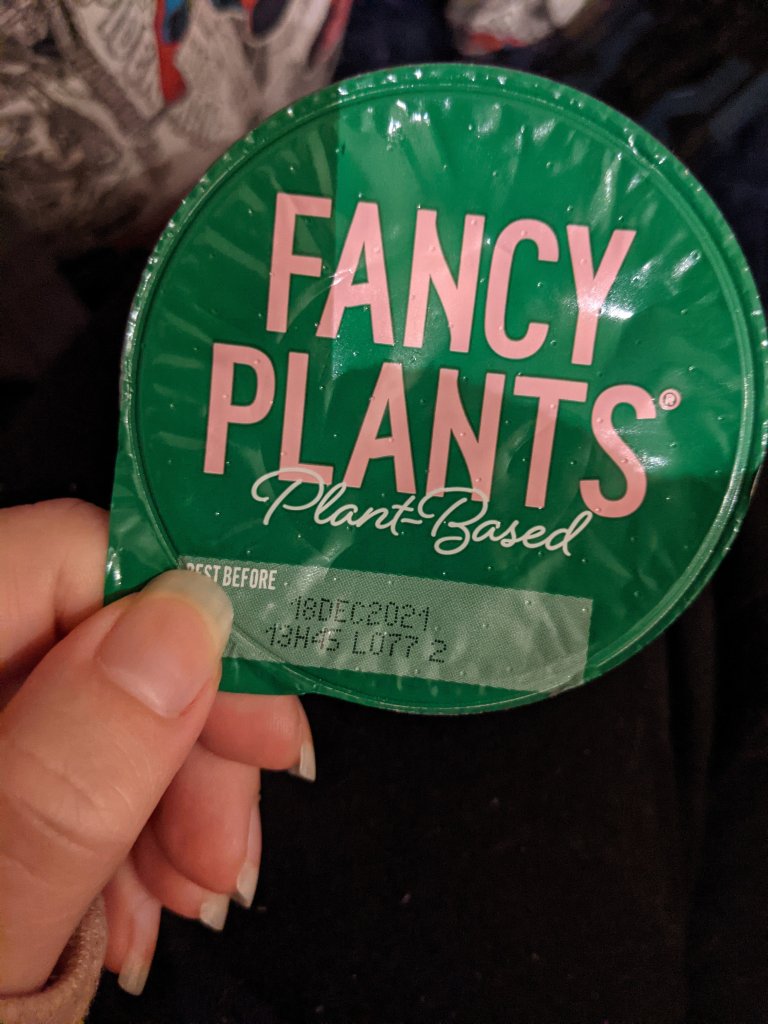 FANCY
PLANTS®
Plant-Based
BEST BEFORE
18DEC2021
13H45 L077 2